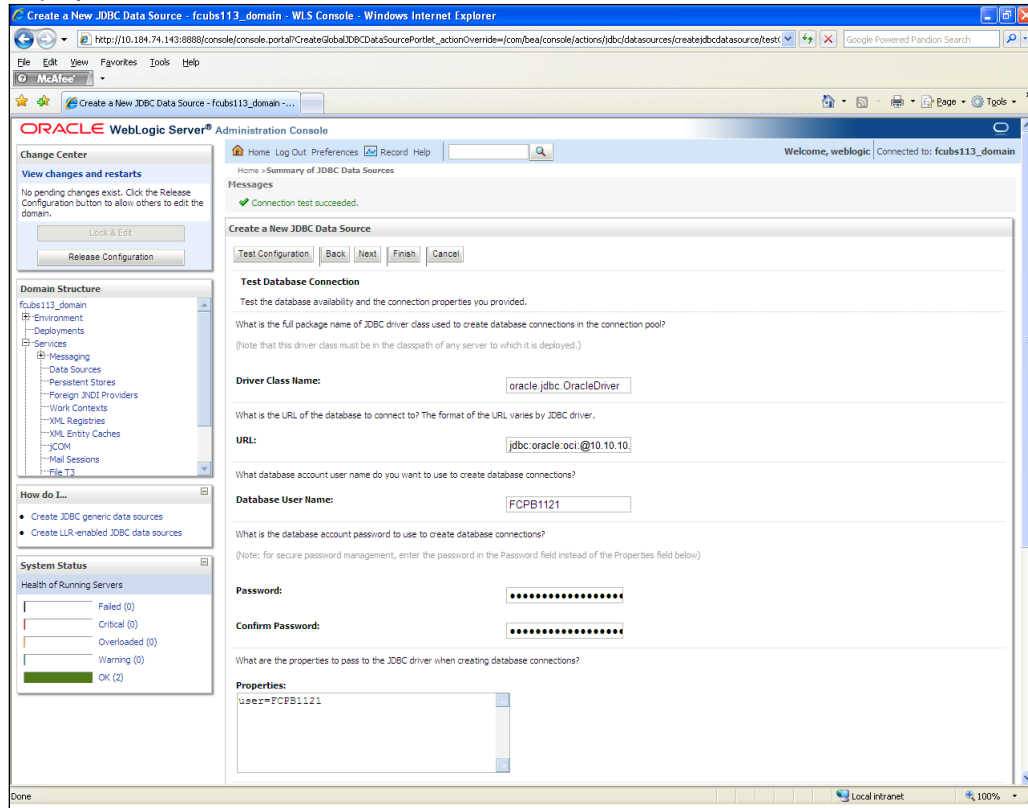 Create a New JDBC Data Source - fcubs113_domain - WLS Console - Windows Internet Explorer
http://10.184.74.143:8888/console/console.portal?CreateGlobalJDBCDataSourcePortlet_actionOverride=/com/bea/console/actions/jdbc/datasources/createjdbcdatasource/test(
Google Powered Pandion Search
File Edit View Favorites Tools Help
McAfee
Create a New JDBC Data Source - fcubs113_domain -...
Page Tools
ORACLE WebLogic Server® Administration Console
Change Center
View changes and restarts
No pending changes exist. Click the Release
Configuration button to allow others to edit the
domain.
Lock & Edit
Release Configuration
Domain Structure
fcubs113_domain
Environment
Deployments
Services
Messaging
Data Sources
Persistent Stores
Foreign JNDI Providers
Work Contexts
XML Registries
XML Entity Caches
jCOM
Mail Sessions
File T3
How do I...
Create JDBC generic data sources
Create LLR-enabled JDBC data sources
System Status
Health of Running Servers
Failed (0)
Critical (0)
Overloaded (0)
Warning (0)
OK (2)
Home Log Out Preferences Record Help
Welcome, weblogic Connected to: fcubs113_domain
Home >Summary of JDBC Data Sources
Messages
Connection test succeeded.
Create a New JDBC Data Source
Test Configuration Back Next Finish Cancel
Test Database Connection
Test the database availability and the connection properties you provided.
What is the full package name of JDBC driver class used to create database connections in the connection pool?
(Note that this driver class must be in the classpath of any server to which it is deployed.)
Driver Class Name: oracle.jdbc.OracleDriver
What is the URL of the database to connect to? The format of the URL varies by JDBC driver.
URL: jdbc:oracle:oci:@10.10.10.
What database account user name do you want to use to create database connections?
Database User Name: FCPB1121
What is the database account password to use to create database connections?
(Note: for secure password management, enter the password in the Password field instead of the Properties field below)
Password: ••••••••••••••••••
Confirm Password: ••••••••••••••••••
What are the properties to pass to the JDBC driver when creating database connections?
Properties:
user=FCPB1121
Done
Local intranet
100%